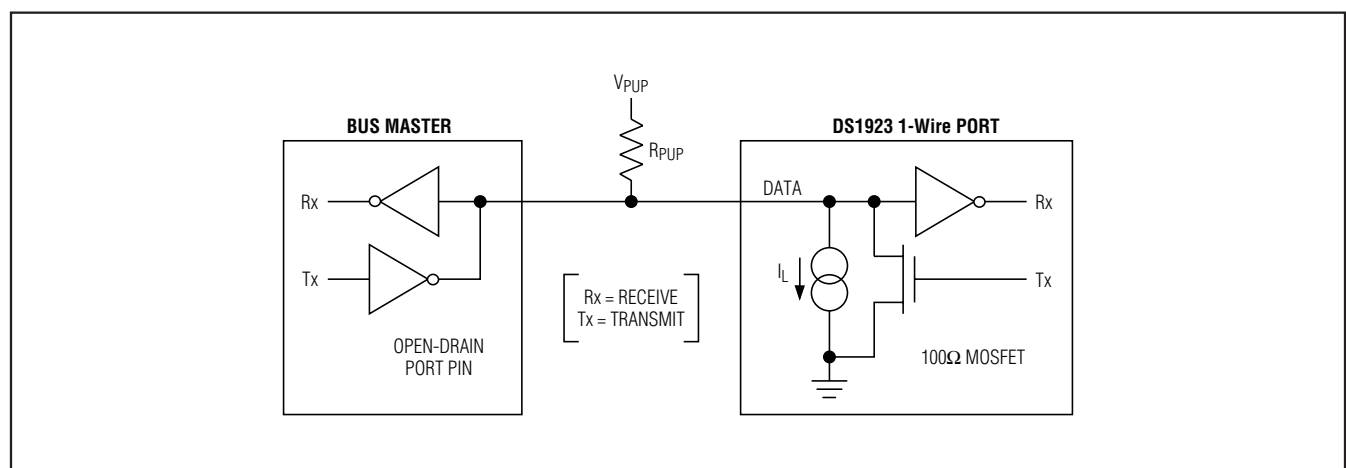 VPUP
BUS MASTER
DS1923 1-Wire PORT
RPUP
DATA
Rx
Rx
IL
Tx
Tx
Rx = RECEIVE
Tx = TRANSMIT
OPEN-DRAIN
PORT PIN
100Ω MOSFET